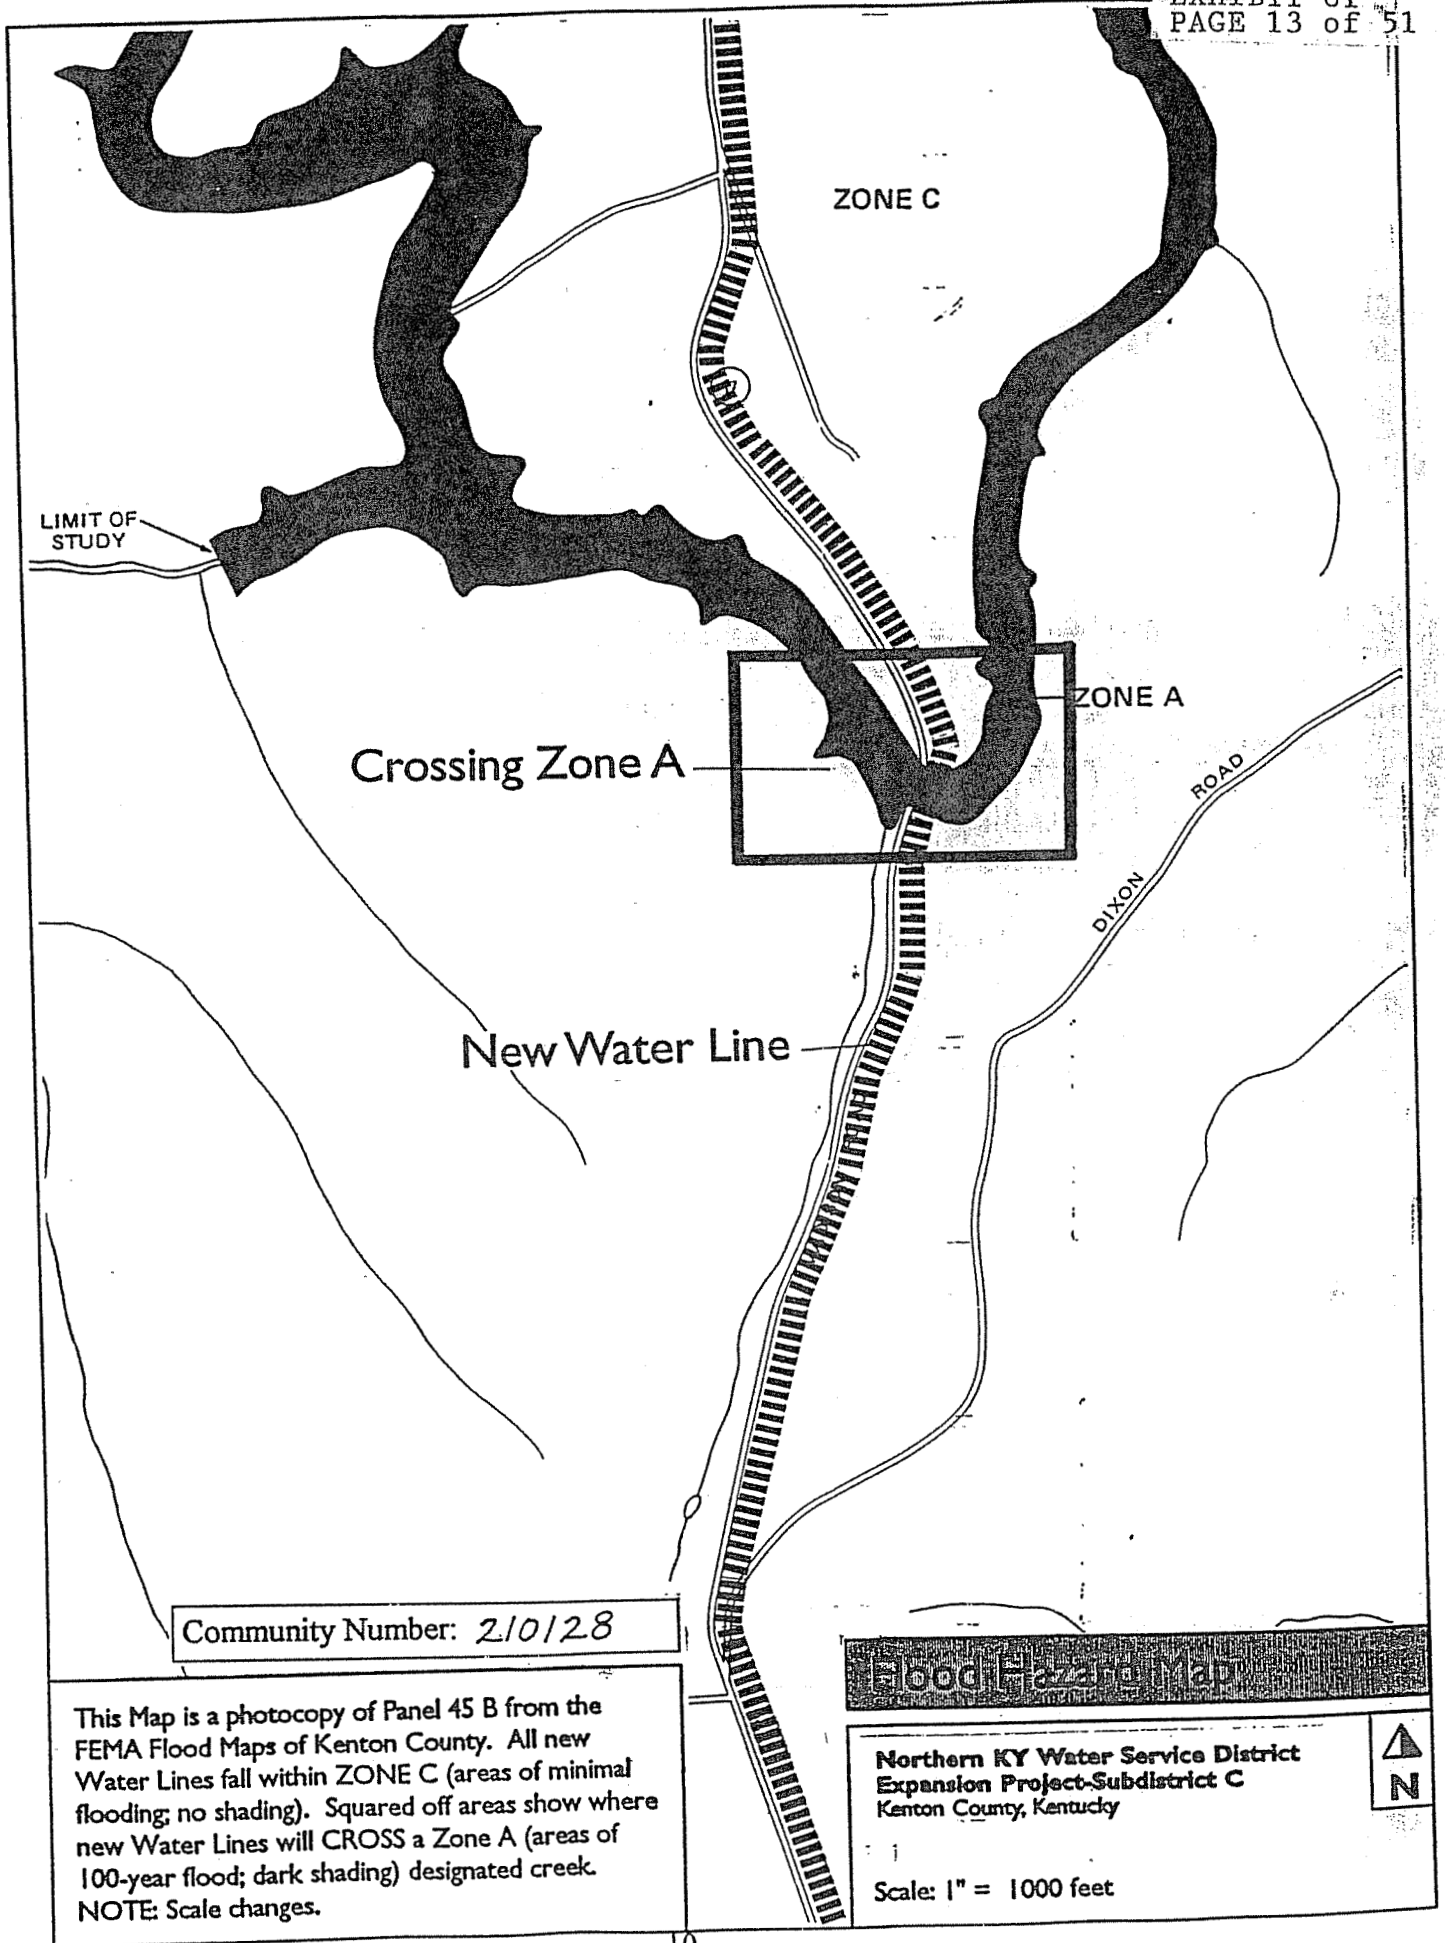 PAGE 13 of 51
ZONE C
LIMIT OF
STUDY
ZONE A
Crossing Zone A
ROAD
DIXON
New Water Line
Community Number: 210128
Flood Hazard Map
This Map is a photocopy of Panel 45 B from the
FEMA Flood Maps of Kenton County. All new
Water Lines fall within ZONE C (areas of minimal
flooding; no shading). Squared off areas show where
new Water Lines will CROSS a Zone A (areas of
100-year flood; dark shading) designated creek.
NOTE: Scale changes.
Northern KY Water Service District
Expansion Project-Subdistrict C
Kenton County, Kentucky
N
Scale: 1" = 1000 feet